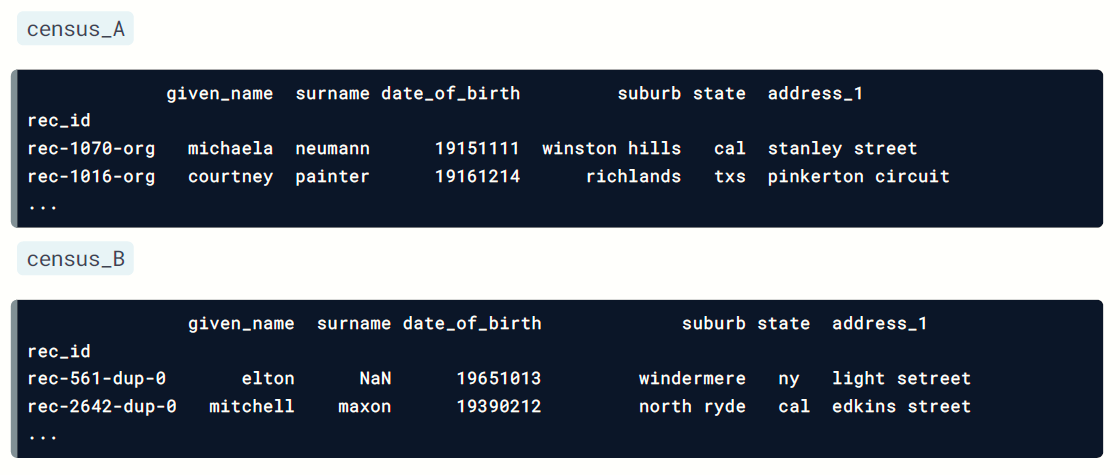 census_A
given_name surname date_of_birth suburb state address_1
rec_id
rec-1070-org michaela neumann 19151111 winston hills cal stanley street
rec-1016-org courtney painter 19161214 richlands txs pinkerton circuit
...
census_B
given_name surname date_of_birth suburb state address_1
rec_id
rec-561-dup-0 elton NaN 19651013 windermere ny light setreet
rec-2642-dup-0 mitchell maxon 19390212 north ryde cal edkins street
...